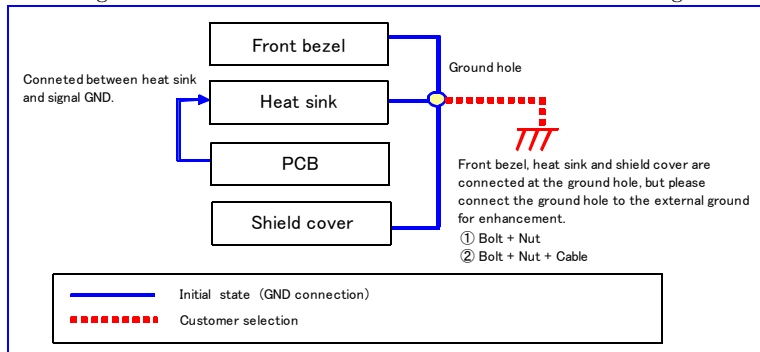 Front bezel
Ground hole
Conneted between heat sink
and signal GND.
Heat sink
PCB
Front bezel, heat sink and shield cover are
connected at the ground hole, but please
connect the ground hole to the external ground
for enhancement.
① Bolt + Nut
② Bolt + Nut + Cable
Shield cover
Initial state (GND connection)
Customer selection